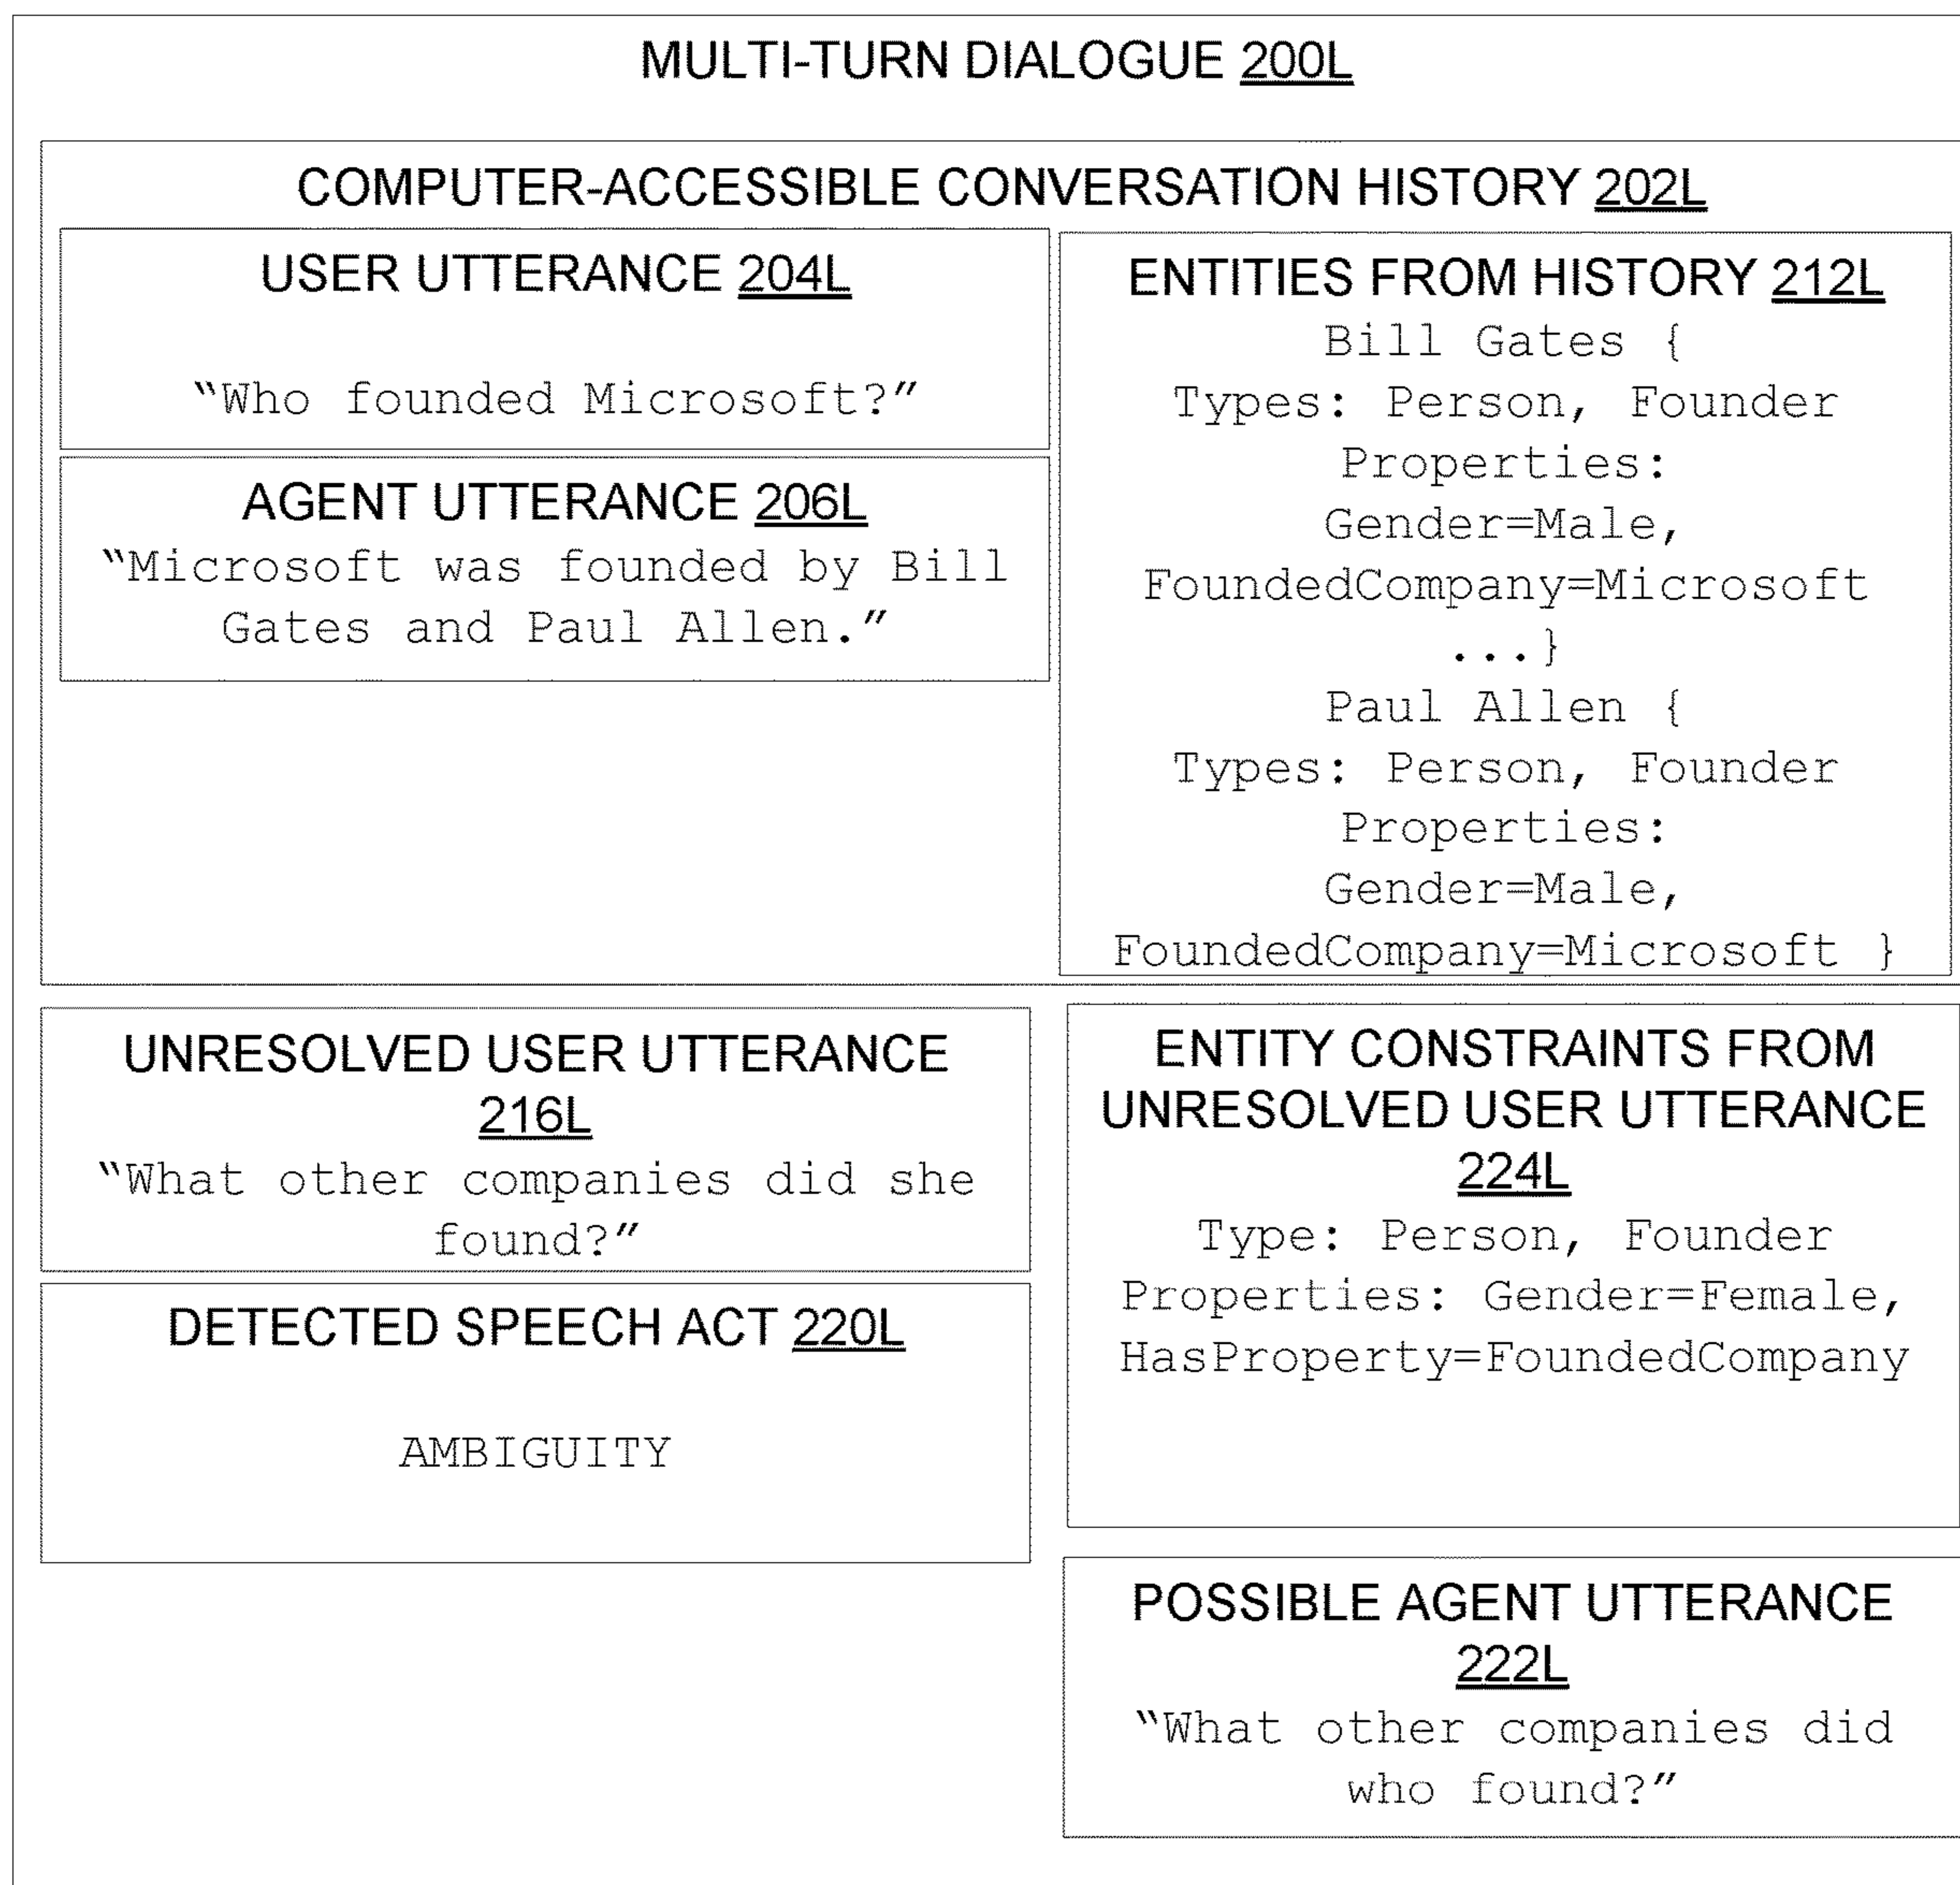 MULTI-TURN DIALOGUE 200L
COMPUTER-ACCESSIBLE CONVERSATION HISTORY 202L
USER UTTERANCE 204L
“Who founded Microsoft?”
AGENT UTTERANCE 206L
“Microsoft was founded by Bill
Gates and Paul Allen.”
ENTITIES FROM HISTORY 212L
Bill Gates {
Types: Person, Founder
Properties:
Gender=Male,
FoundedCompany=Microsoft
...}
Paul Allen {
Types: Person, Founder
Properties:
Gender=Male,
FoundedCompany=Microsoft }
UNRESOLVED USER UTTERANCE
216L
“What other companies did she
found?”
DETECTED SPEECH ACT 220L
AMBIGUITY
ENTITY CONSTRAINTS FROM
UNRESOLVED USER UTTERANCE
224L
Type: Person, Founder
Properties: Gender=Female,
HasProperty=FoundedCompany
POSSIBLE AGENT UTTERANCE
222L
“What other companies did
who found?”